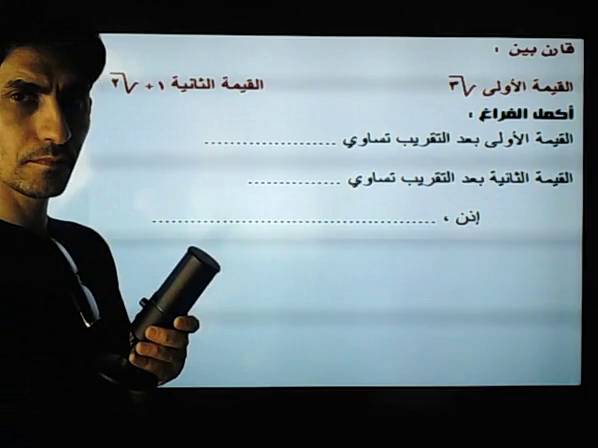 قارن بين :
القيمة الأولى √٣ القيمة الثانية ١ + √٢
أكمل الفراغ :
القيمة الأولى بعد التقريب تساوي ......................
القيمة الثانية بعد التقريب تساوي ................
إذن ، ................................................